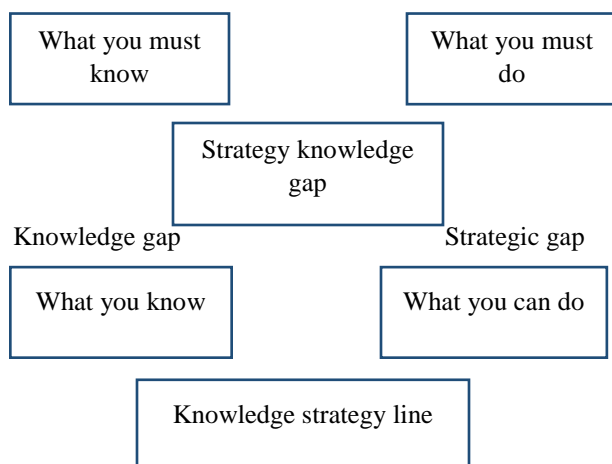 What you must
know
What you must
do
Strategy knowledge
gap
Knowledge gap
Strategic gap
What you know
What you can do
Knowledge strategy line